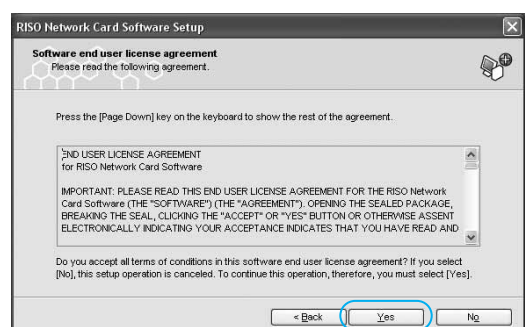 RISO Network Card Software Setup
Software end user license agreement
Please read the following agreement.
Press the [Page Down] key on the keyboard to show the rest of the agreement.
END USER LICENSE AGREEMENT
for RISO Network Card Software
IMPORTANT: PLEASE READ THIS END USER LICENSE AGREEMENT FOR THE RISO Network
Card Software (THE "SOFTWARE") (THE "AGREEMENT"). OPENING THE SEALED PACKAGE,
BREAKING THE SEAL, CLICKING THE "ACCEPT" OR "YES" BUTTON OR OTHERWISE ASSENT
ELECTRONICALLY INDICATING YOUR ACCEPTANCE INDICATES THAT YOU HAVE READ AND
Do you accept all terms of conditions in this software end user license agreement? If you select
[No], this setup operation is canceled. To continue this operation, therefore, you must select [Yes].
< Back Yes No